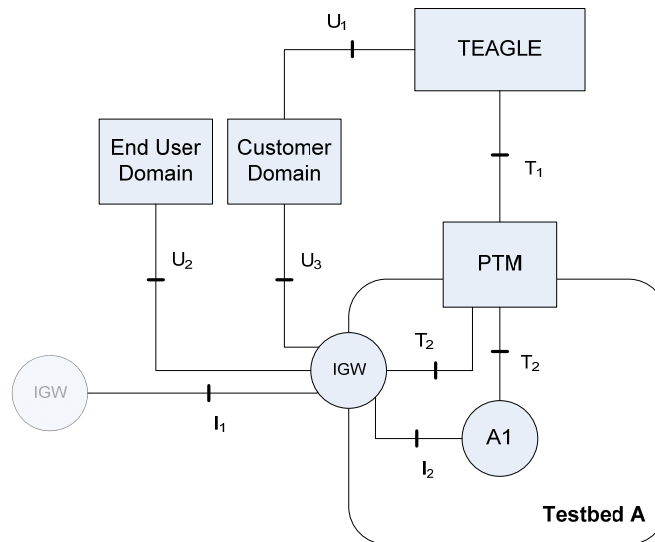 U₁
TEAGLE
End User
Domain
Customer
Domain
T₁
U₂
U₃
PTM
IGW
T₂
T₂
IGW
I₁
A1
I₂
Testbed A